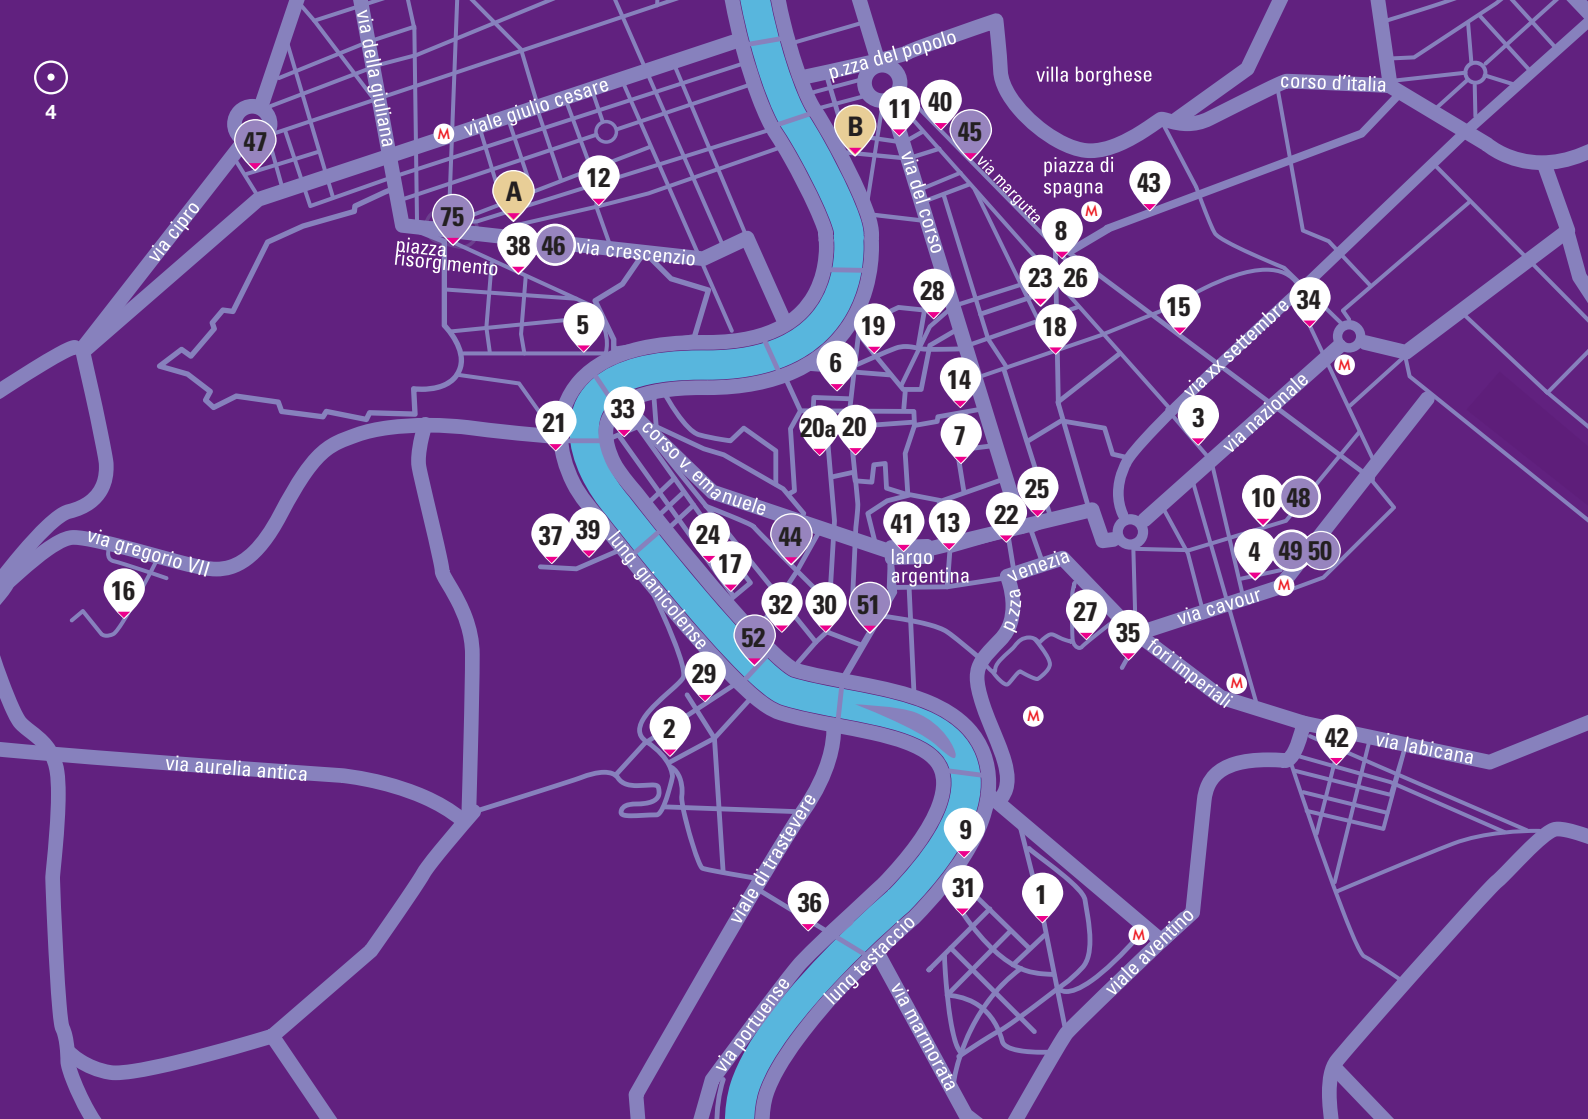 via della giuliana
p.zza del popolo
villa borghese
corso d'italia
4
viale giulio cesare
M
47
B
11
40
45
via margutta
piazza di
spagna
43
M
via del corso
via cipro
A
12
75
38
46
via crescenzio
piazza
risorgimento
8
23
26
28
15
34
18
19
5
6
via xx settembre
M
14
21
33
20a
20
7
3
via nazionale
corso v. emanuele
10
48
25
22
37
39
24
44
41
13
4
49
50
largo
argentina
via gregorio VII
17
venezia
M
16
lung. gianicolense
32
30
51
p.zza
27
via cavour
52
35
fori imperiali
29
M
2
M
42
via labicana
via aurelia antica
9
viale di trastevere
31
1
36
M
lung testaccio
viale aventino
via portuense
via marmorata